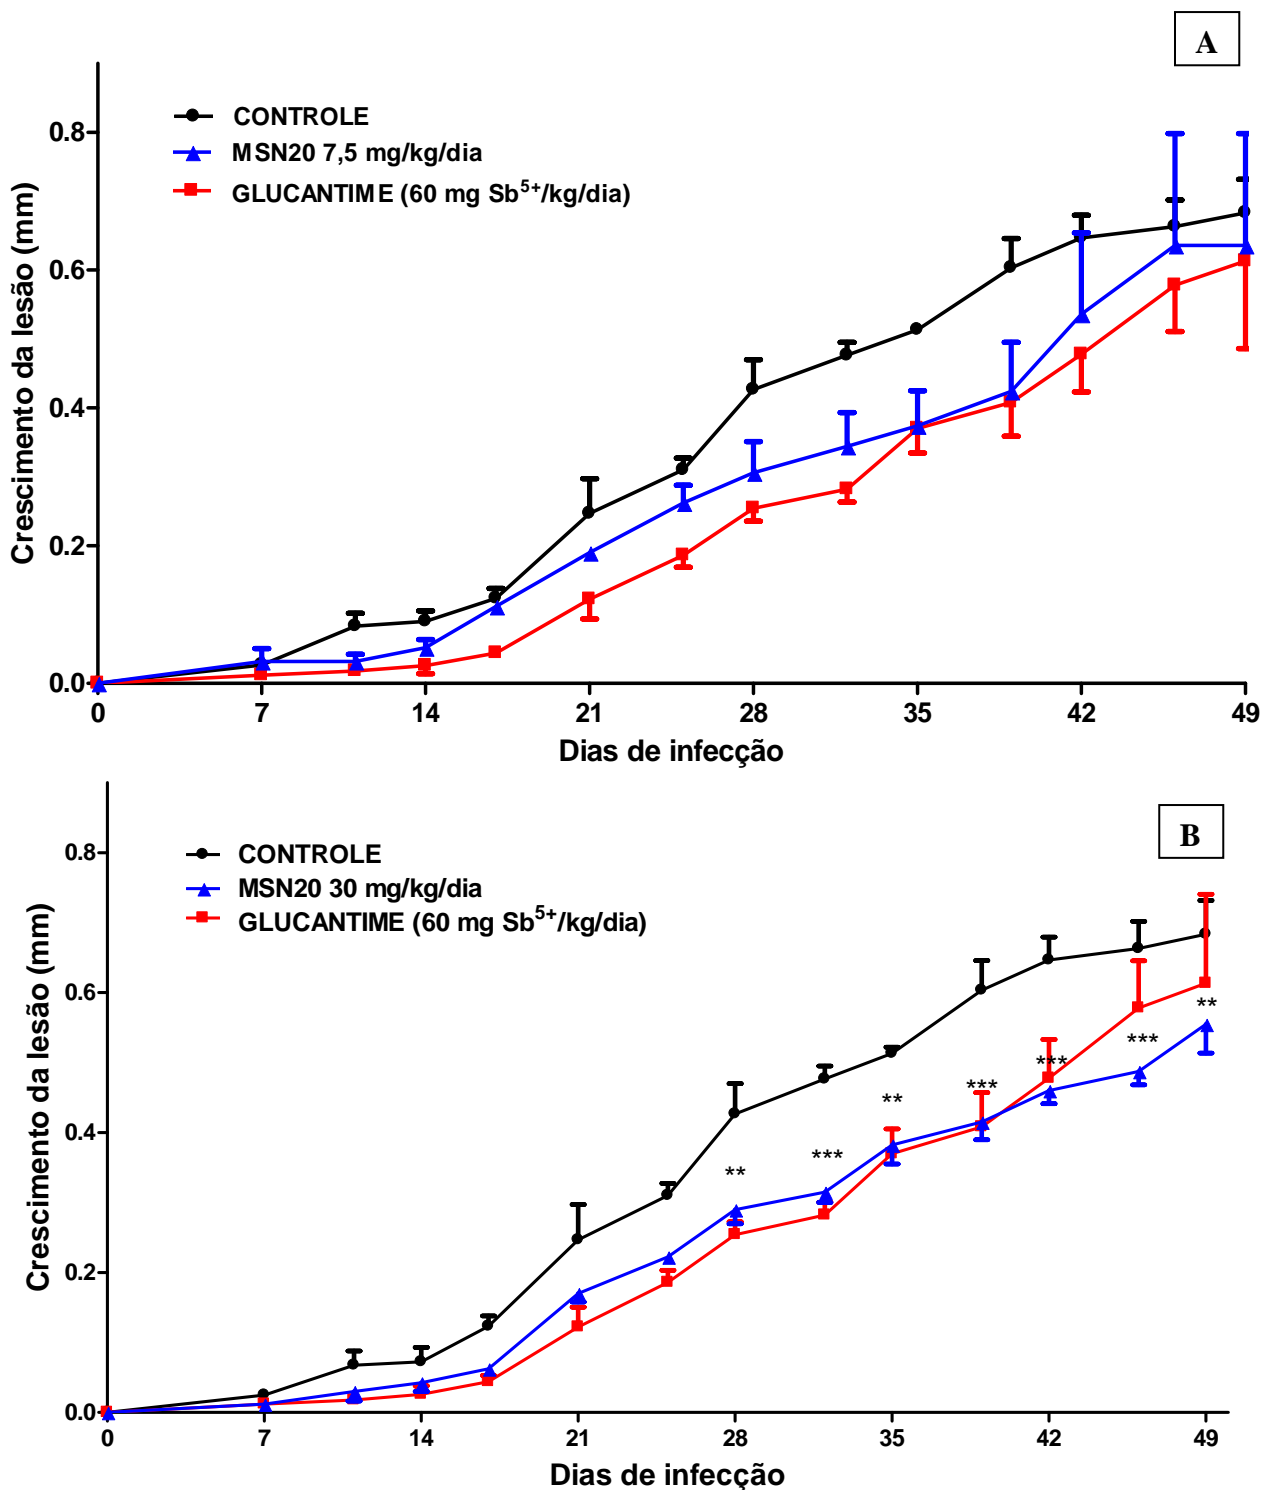 A
CONTROLE
MSN20 7,5 mg/kg/dia
GLUCANTIME (60 mg Sb5+/kg/dia)
Crescimento da lesão (mm)
0.8
0.6
0.4
0.2
0.0
0 7 14 21 28 35 42 49
Dias de infecção
B
CONTROLE
MSN20 30 mg/kg/dia
GLUCANTIME (60 mg Sb5+/kg/dia)
Crescimento da lesão (mm)
0.8
0.6
0.4
0.2
0.0
** *** ** *** *** *** **
0 7 14 21 28 35 42 49
Dias de infecção